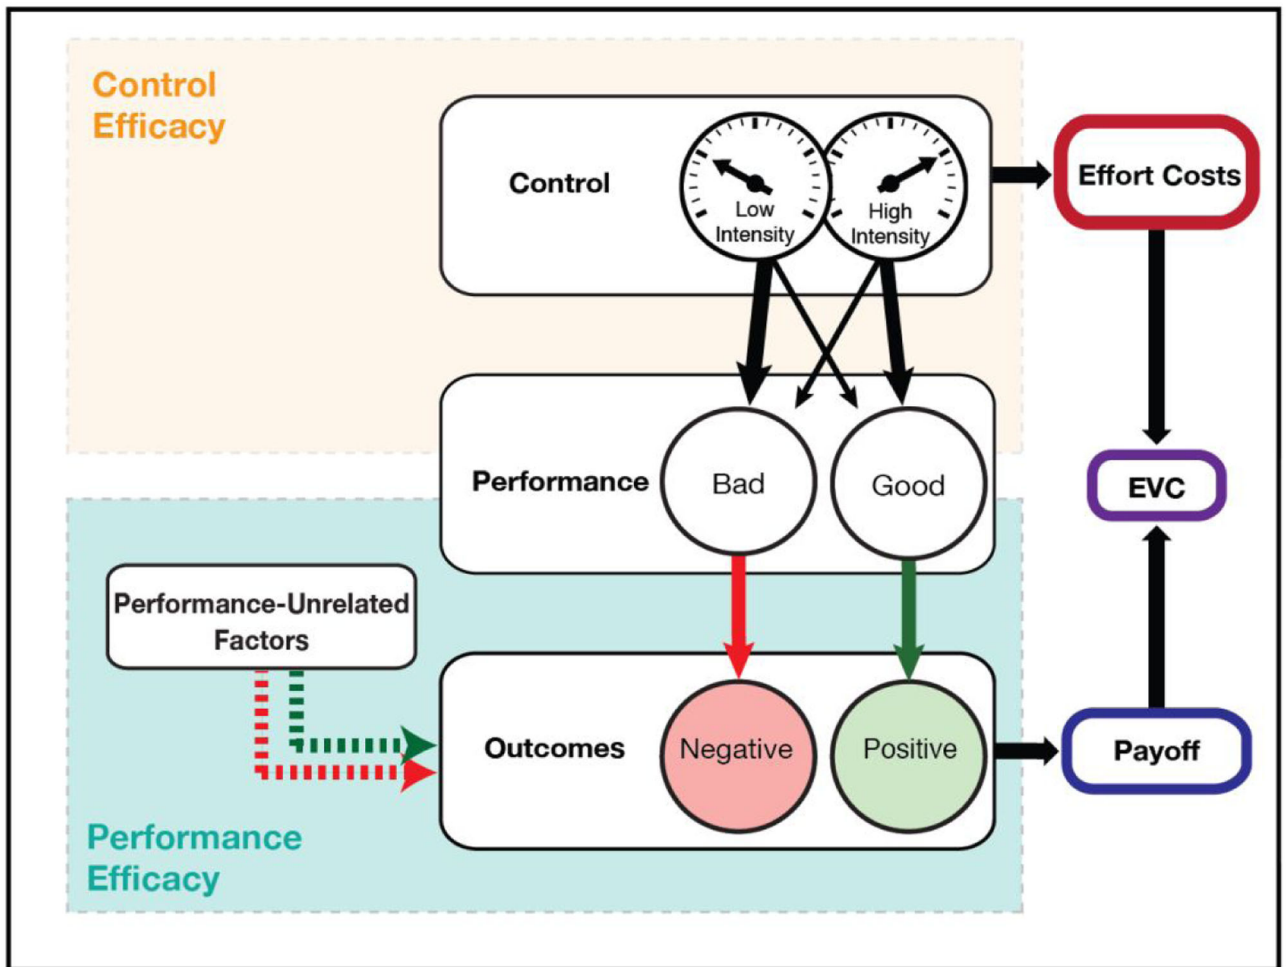 Control
Efficacy
Control
Low
Intensity
High
Intensity
Effort Costs
Performance
Bad
Good
EVC
Performance-Unrelated
Factors
Outcomes
Negative
Positive
Payoff
Performance
Efficacy